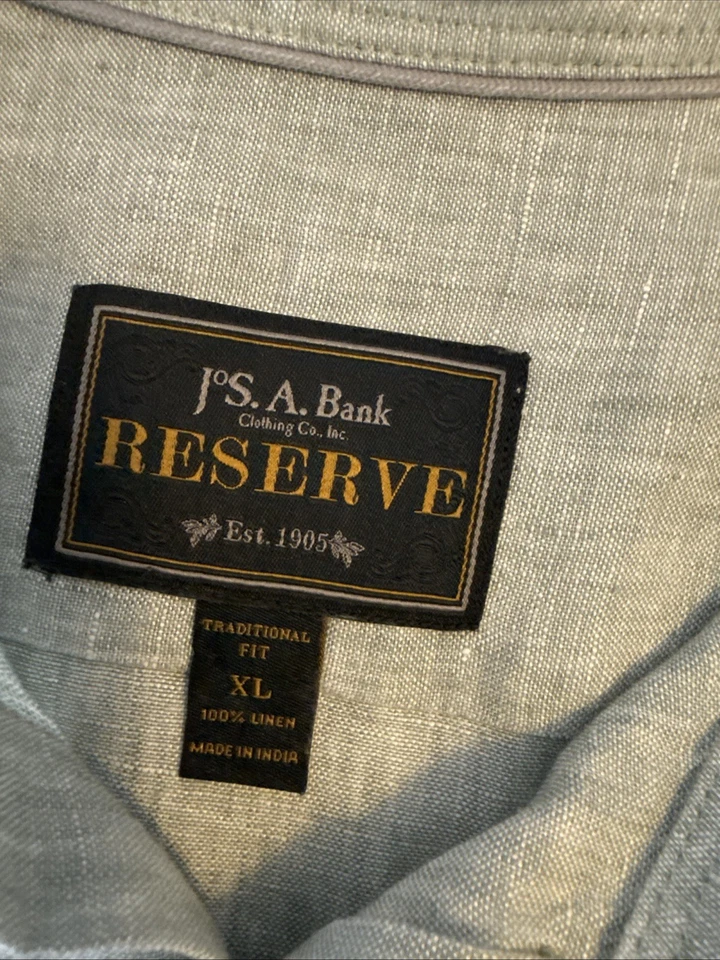 JoS. A. Bank
Clothing Co., Inc.
RESERVE
Est. 1905
TRADITIONAL
FIT
XL
100% LINEN
MADE IN INDIA